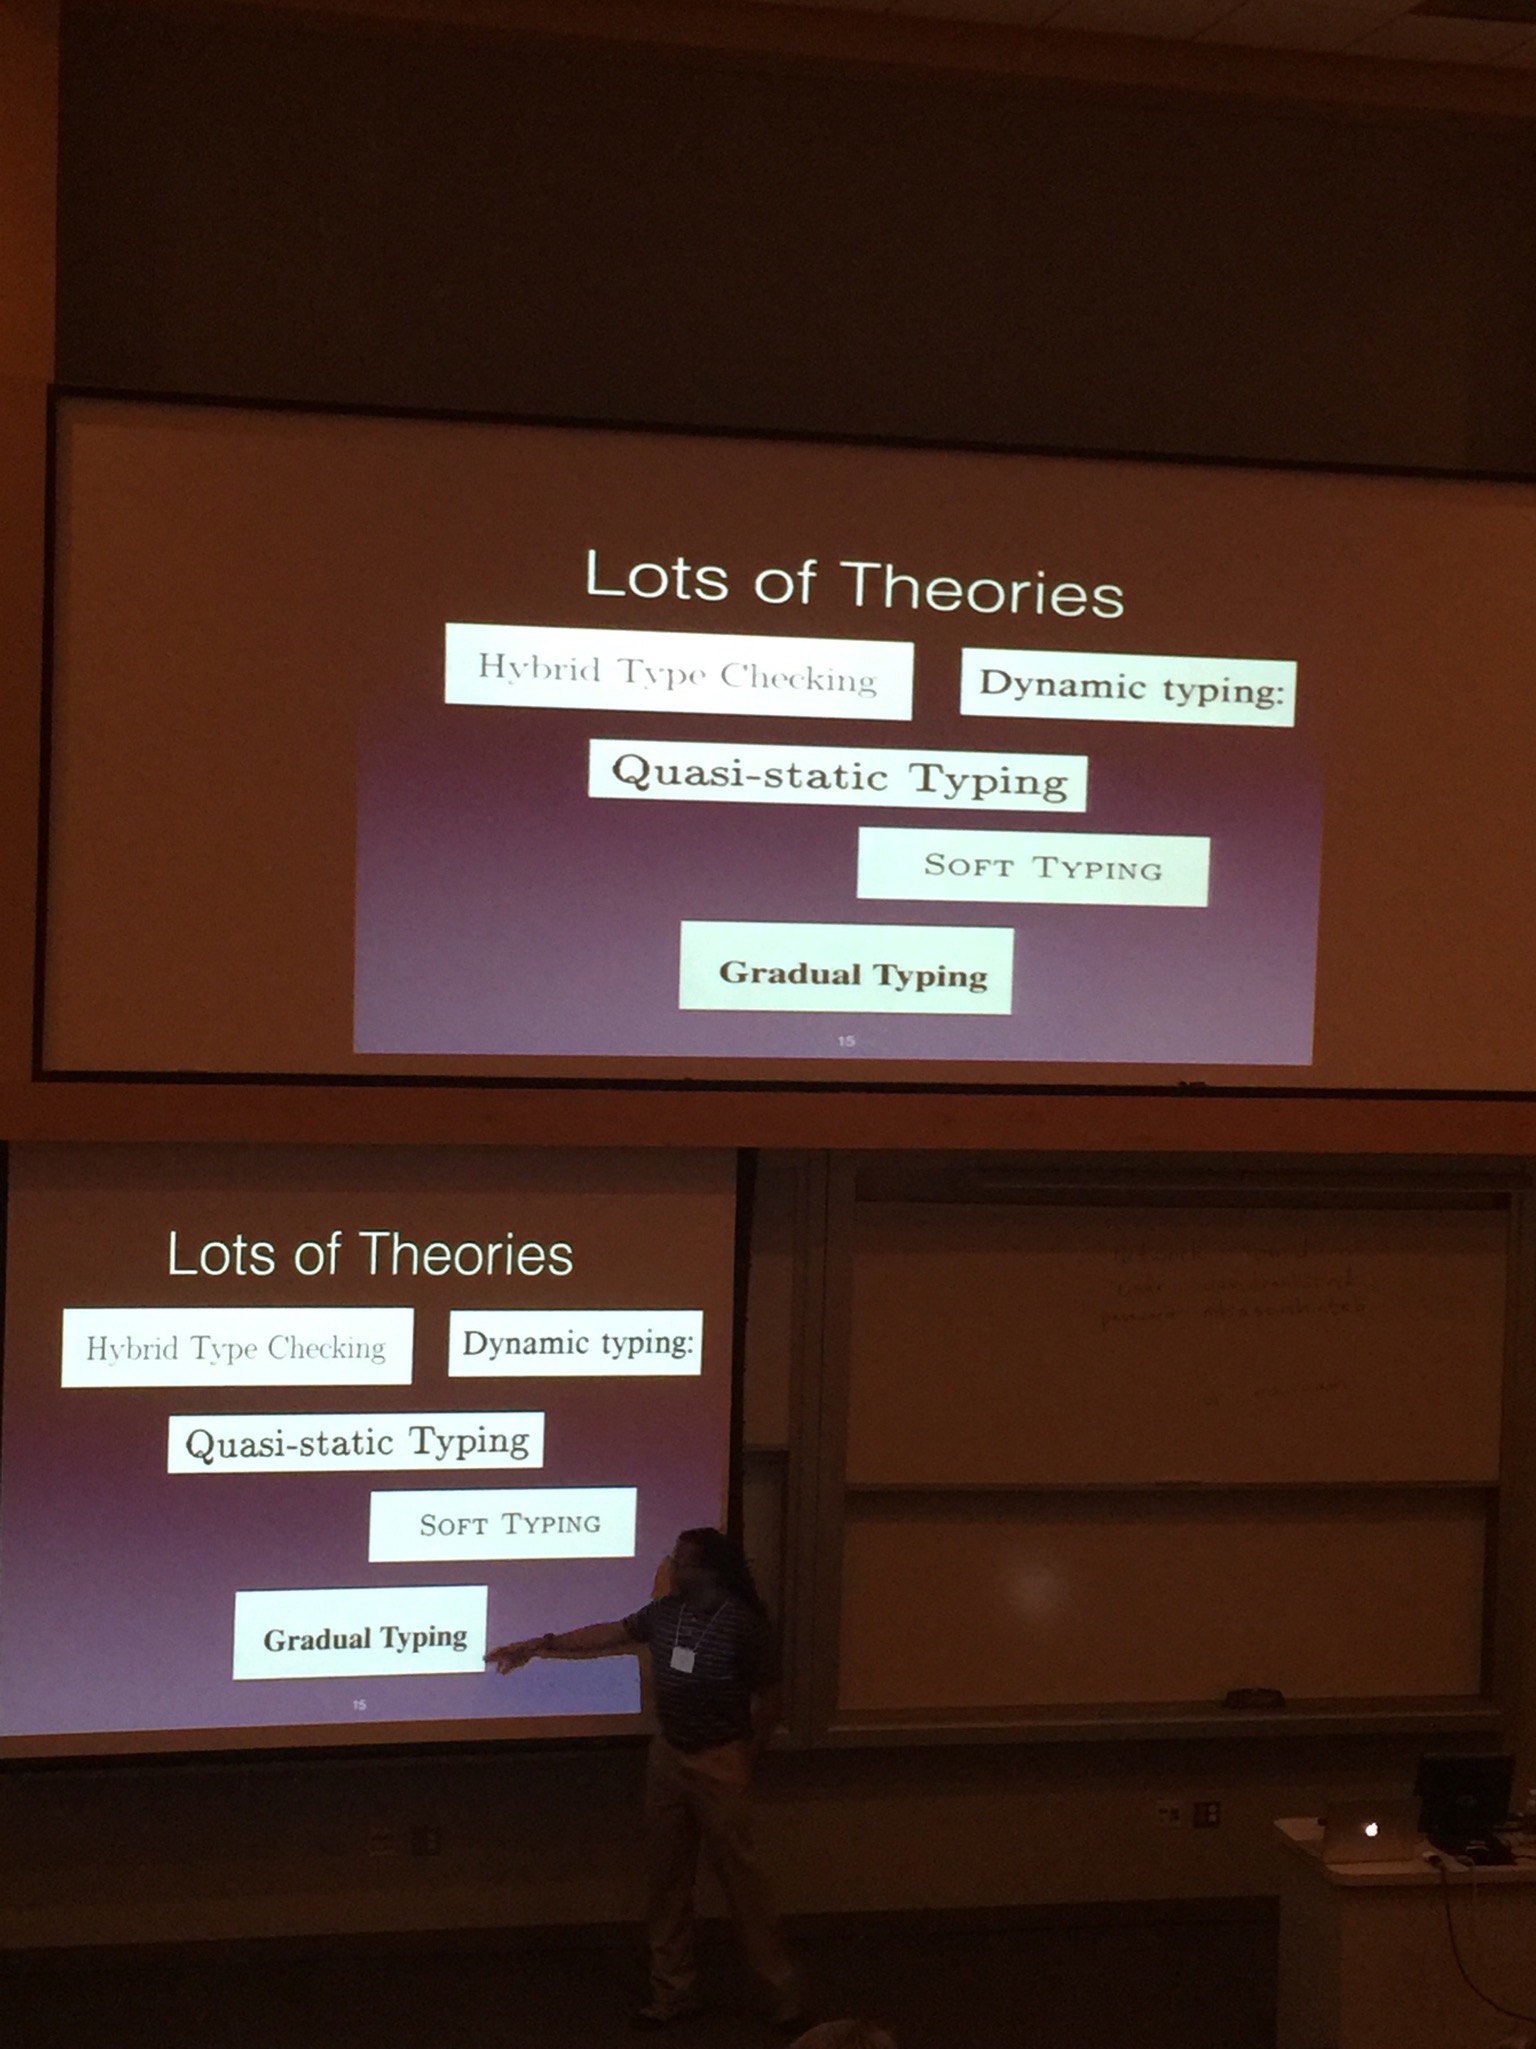 Lots of Theories
Hybrid Type Checking
Dynamic typing:
Quasi-static Typing
SOFT TYPING
Gradual Typing
15
Lots of Theories
Hybrid Type Checking
Dynamic typing:
Quasi-static Typing
SOFT TYPING
Gradual Typing
15